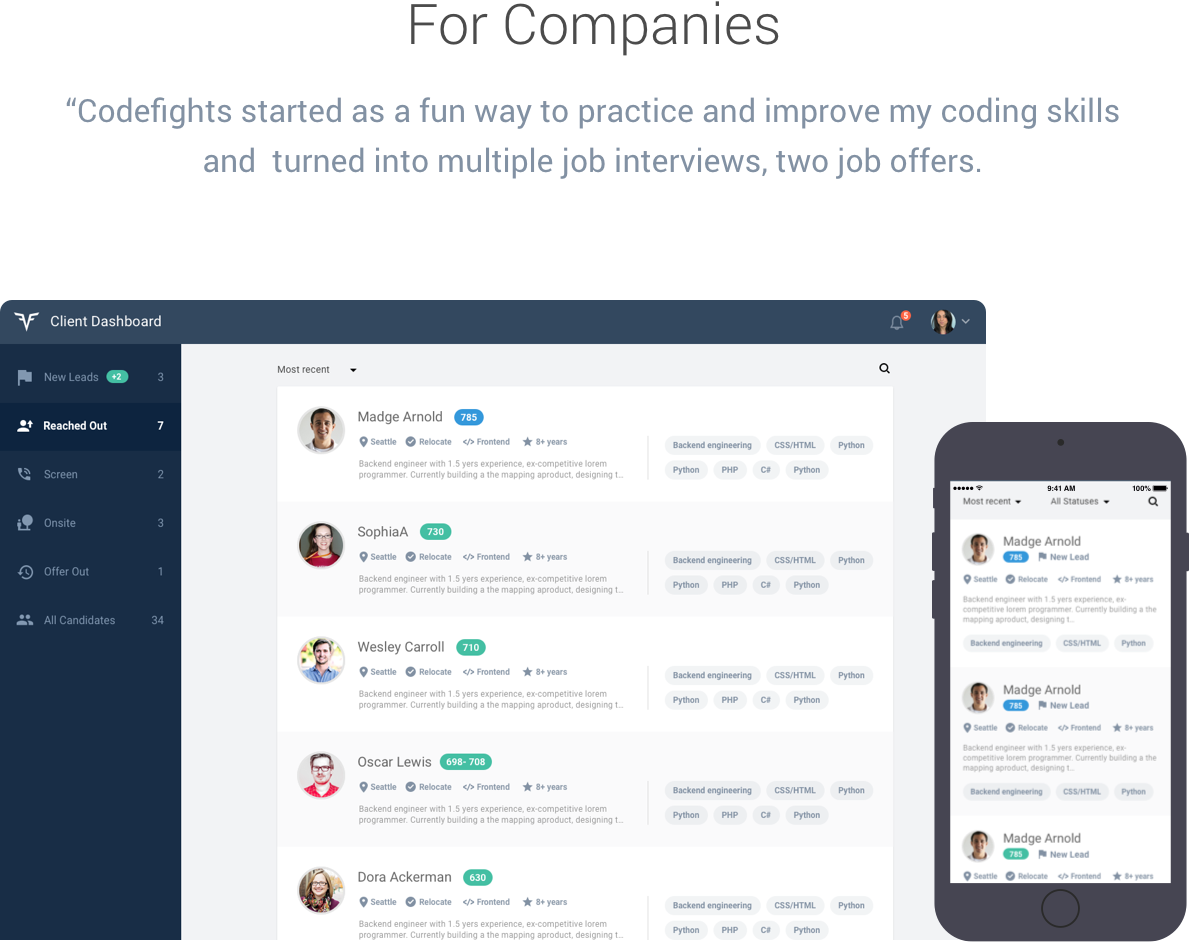 For Companies
“Codefights started as a fun way to practice and improve my coding skills
and  turned into multiple job interviews, two job offers.
Client Dashboard
5
New Leads +2 3
Reached Out 7
Screen 2
Onsite 3
Offer Out 1
All Candidates 34
Most recent
Madge Arnold 785
Seattle Relocate </> Frontend 8+ years
Backend engineer with 1.5 yers experience, ex-competitive lorem
programmer. Currently building a the mapping aproduct, designing t...
Backend engineering CSS/HTML Python
Python PHP C# Python
SophiaA 730
Seattle Relocate </> Frontend 8+ years
Backend engineer with 1.5 yers experience, ex-competitive lorem
programmer. Currently building a the mapping aproduct, designing t...
Backend engineering CSS/HTML Python
Python PHP C# Python
Wesley Carroll 710
Seattle Relocate </> Frontend 8+ years
Backend engineer with 1.5 yers experience, ex-competitive lorem
programmer. Currently building a the mapping aproduct, designing t...
Backend engineering CSS/HTML Python
Python PHP C# Python
Oscar Lewis 698- 708
Seattle Relocate </> Frontend 8+ years
Backend engineer with 1.5 yers experience, ex-competitive lorem
programmer. Currently building a the mapping aproduct, designing t...
Backend engineering CSS/HTML Python
Python PHP C# Python
Dora Ackerman 630
Seattle Relocate </> Frontend 8+ years
Backend engineer with 1.5 yers experience, ex-competitive lorem
programmer. Currently building a the mapping aproduct, designing t...
Backend engineering CSS/HTML Python
Python PHP C# Python
9:41 AM 100%
Most recent All Statuses
Madge Arnold
785 New Lead
Seattle Relocate </> Frontend 8+ years
Backend engineer with 1.5 yers experience, ex-
competitive lorem programmer. Currently building a the
mapping aproduct, designing t...
Backend engineering CSS/HTML Python
Madge Arnold
785 New Lead
Seattle Relocate </> Frontend 8+ years
Backend engineer with 1.5 yers experience, ex-
competitive lorem programmer. Currently building a the
mapping aproduct, designing t...
Backend engineering CSS/HTML Python
Madge Arnold
785 New Lead
Seattle Relocate </> Frontend 8+ years